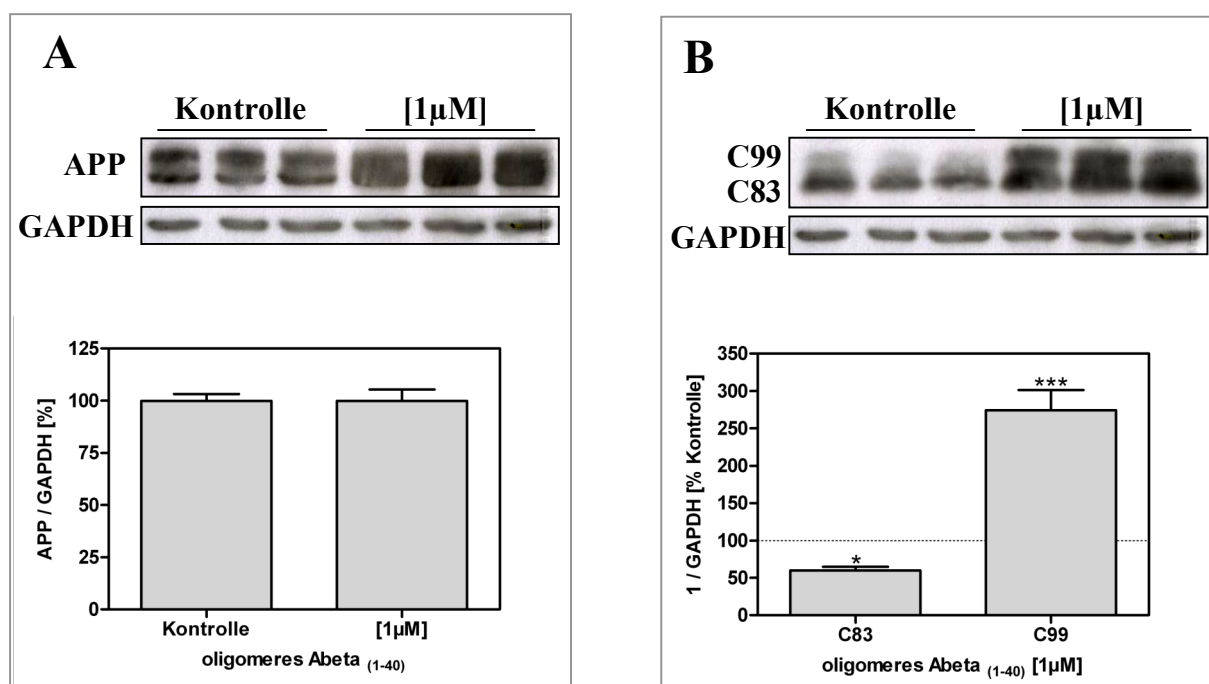 A
Kontrolle [1µM]
APP
GAPDH
125
100
75
50
25
0
APP / GAPDH [%]
Kontrolle [1µM]
oligomeres Abeta (1-40)
B
Kontrolle [1µM]
C99
C83
GAPDH
350
300
250
200
150
100
50
0
1 / GAPDH [% Kontrolle]
*
***
C83 C99
oligomeres Abeta (1-40) [1µM]